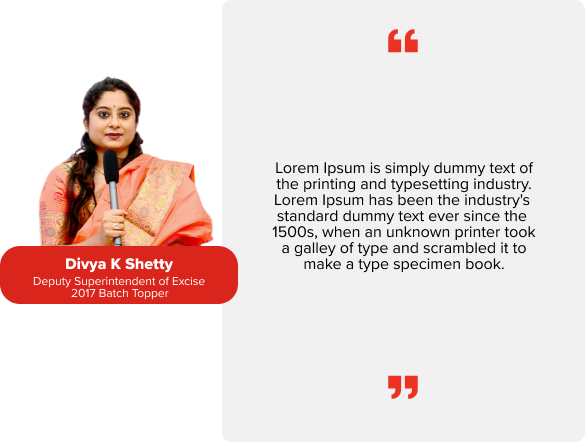 ❝
Lorem Ipsum is simply dummy text of
the printing and typesetting industry.
Lorem Ipsum has been the industry's
standard dummy text ever since the
1500s, when an unknown printer took
a galley of type and scrambled it to
make a type specimen book.
❞
Divya K Shetty
Deputy Superintendent of Excise
2017 Batch Topper